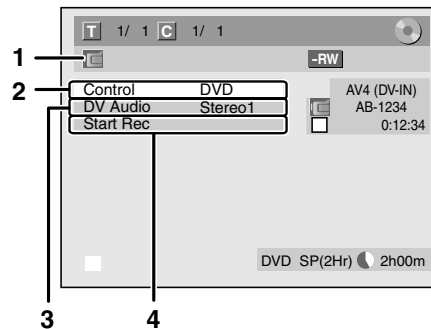 T 1/ 1 C 1/ 1
1
-RW
2
Control DVD
AV4 (DV-IN)
DV Audio Stereo1
AB-1234
Start Rec
0:12:34
DVD SP(2Hr) 2h00m
3 4